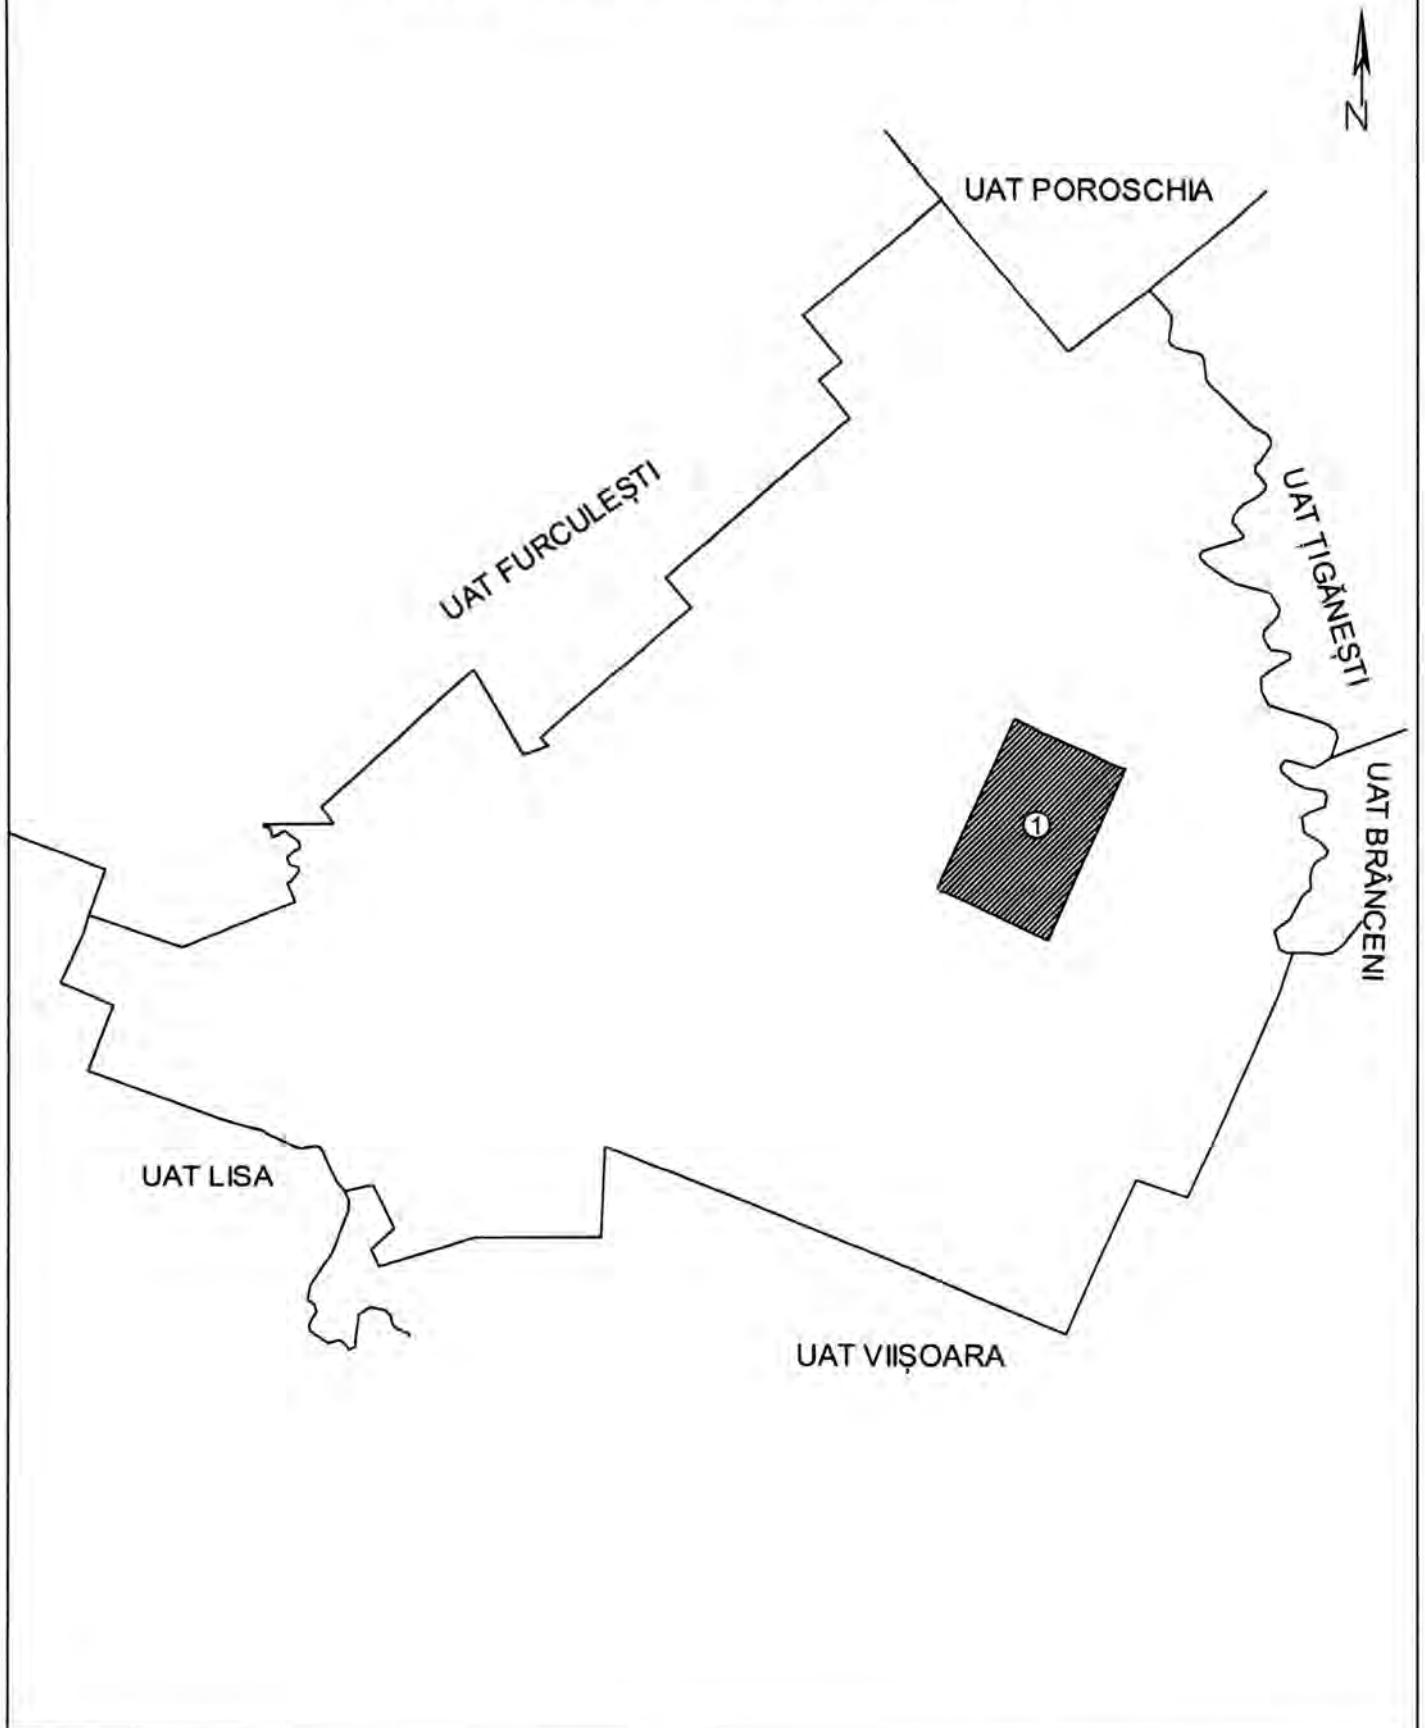 N
UAT POROSCHIA
UAT FURCULEȘTI
UAT ȚIGĂNEȘTI
1
UAT BRÂNCENI
UAT LISA
UAT VIIȘOARA